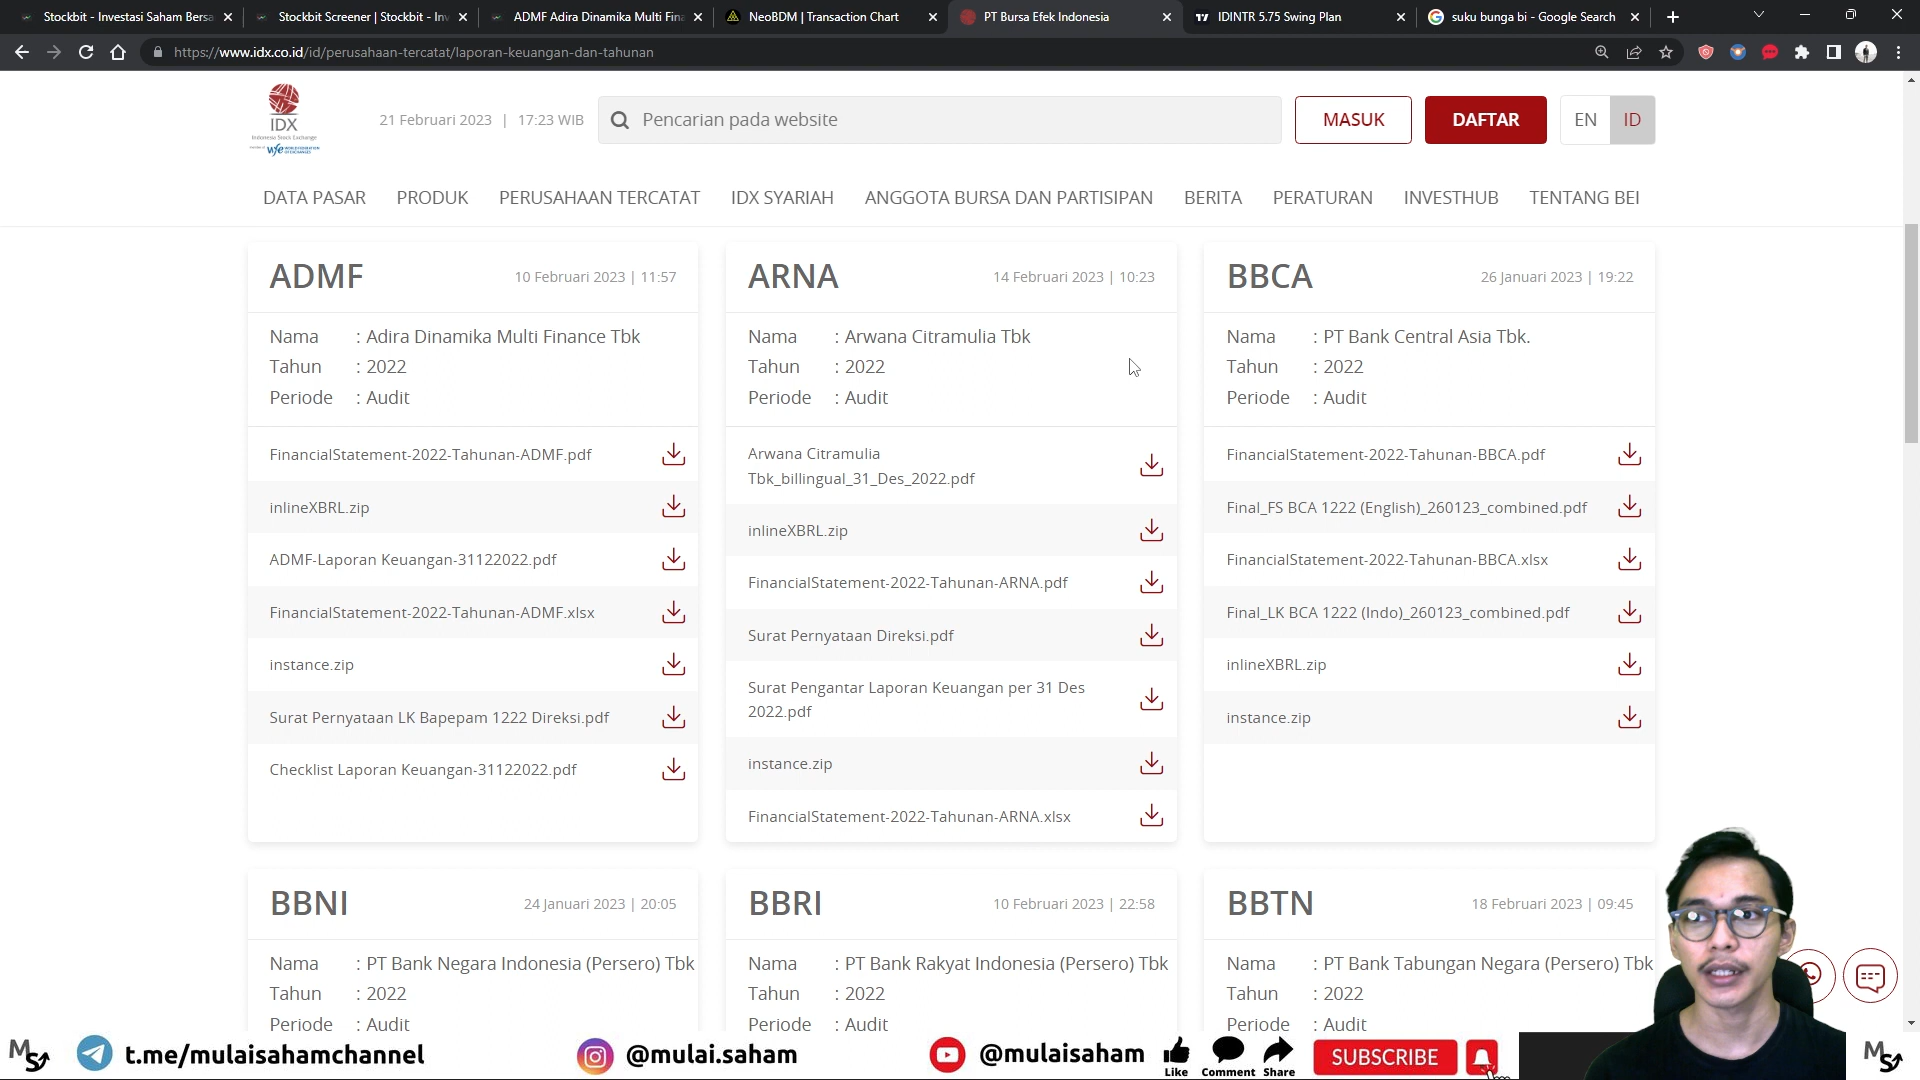 Stockbit - Investasi Saham Bersa
Stockbit Screener | Stockbit - Inv
ADMF Adira Dinamika Multi Fina
NeoBDM | Transaction Chart
PT Bursa Efek Indonesia
IDINTR 5.75 Swing Plan
suku bunga bi - Google Search
https://www.idx.co.id/id/perusahaan-tercatat/laporan-keuangan-dan-tahunan
IDX
Indonesia Stock Exchange
wfe
21 Februari 2023 | 17:23 WIB
Pencarian pada website
MASUK
DAFTAR
EN
ID
DATA PASAR
PRODUK
PERUSAHAAN TERCATAT
IDX SYARIAH
ANGGOTA BURSA DAN PARTISIPAN
BERITA
PERATURAN
INVESTHUB
TENTANG BEI
ADMF
10 Februari 2023 | 11:57
Nama : Adira Dinamika Multi Finance Tbk
Tahun : 2022
Periode : Audit
FinancialStatement-2022-Tahunan-ADMF.pdf
inlineXBRL.zip
ADMF-Laporan Keuangan-31122022.pdf
FinancialStatement-2022-Tahunan-ADMF.xlsx
instance.zip
Surat Pernyataan LK Bapepam 1222 Direksi.pdf
Checklist Laporan Keuangan-31122022.pdf
ARNA
14 Februari 2023 | 10:23
Nama : Arwana Citramulia Tbk
Tahun : 2022
Periode : Audit
Arwana Citramulia
Tbk_billingual_31_Des_2022.pdf
inlineXBRL.zip
FinancialStatement-2022-Tahunan-ARNA.pdf
Surat Pernyataan Direksi.pdf
Surat Pengantar Laporan Keuangan per 31 Des
2022.pdf
instance.zip
FinancialStatement-2022-Tahunan-ARNA.xlsx
BBCA
26 Januari 2023 | 19:22
Nama : PT Bank Central Asia Tbk.
Tahun : 2022
Periode : Audit
FinancialStatement-2022-Tahunan-BBCA.pdf
Final_FS BCA 1222 (English)_260123_combined.pdf
FinancialStatement-2022-Tahunan-BBCA.xlsx
Final_LK BCA 1222 (Indo)_260123_combined.pdf
inlineXBRL.zip
instance.zip
BBNI
24 Januari 2023 | 20:05
Nama : PT Bank Negara Indonesia (Persero) Tbk
Tahun : 2022
Periode : Audit
BBRI
10 Februari 2023 | 22:58
Nama : PT Bank Rakyat Indonesia (Persero) Tbk
Tahun : 2022
Periode : Audit
BBTN
18 Februari 2023 | 09:45
Nama : PT Bank Tabungan Negara (Persero) Tbk
Tahun : 2022
Periode : Audit
MS
t.me/mulaisahamchannel
@mulai.saham
@mulaisaham
Like
Comment
Share
SUBSCRIBE
MS